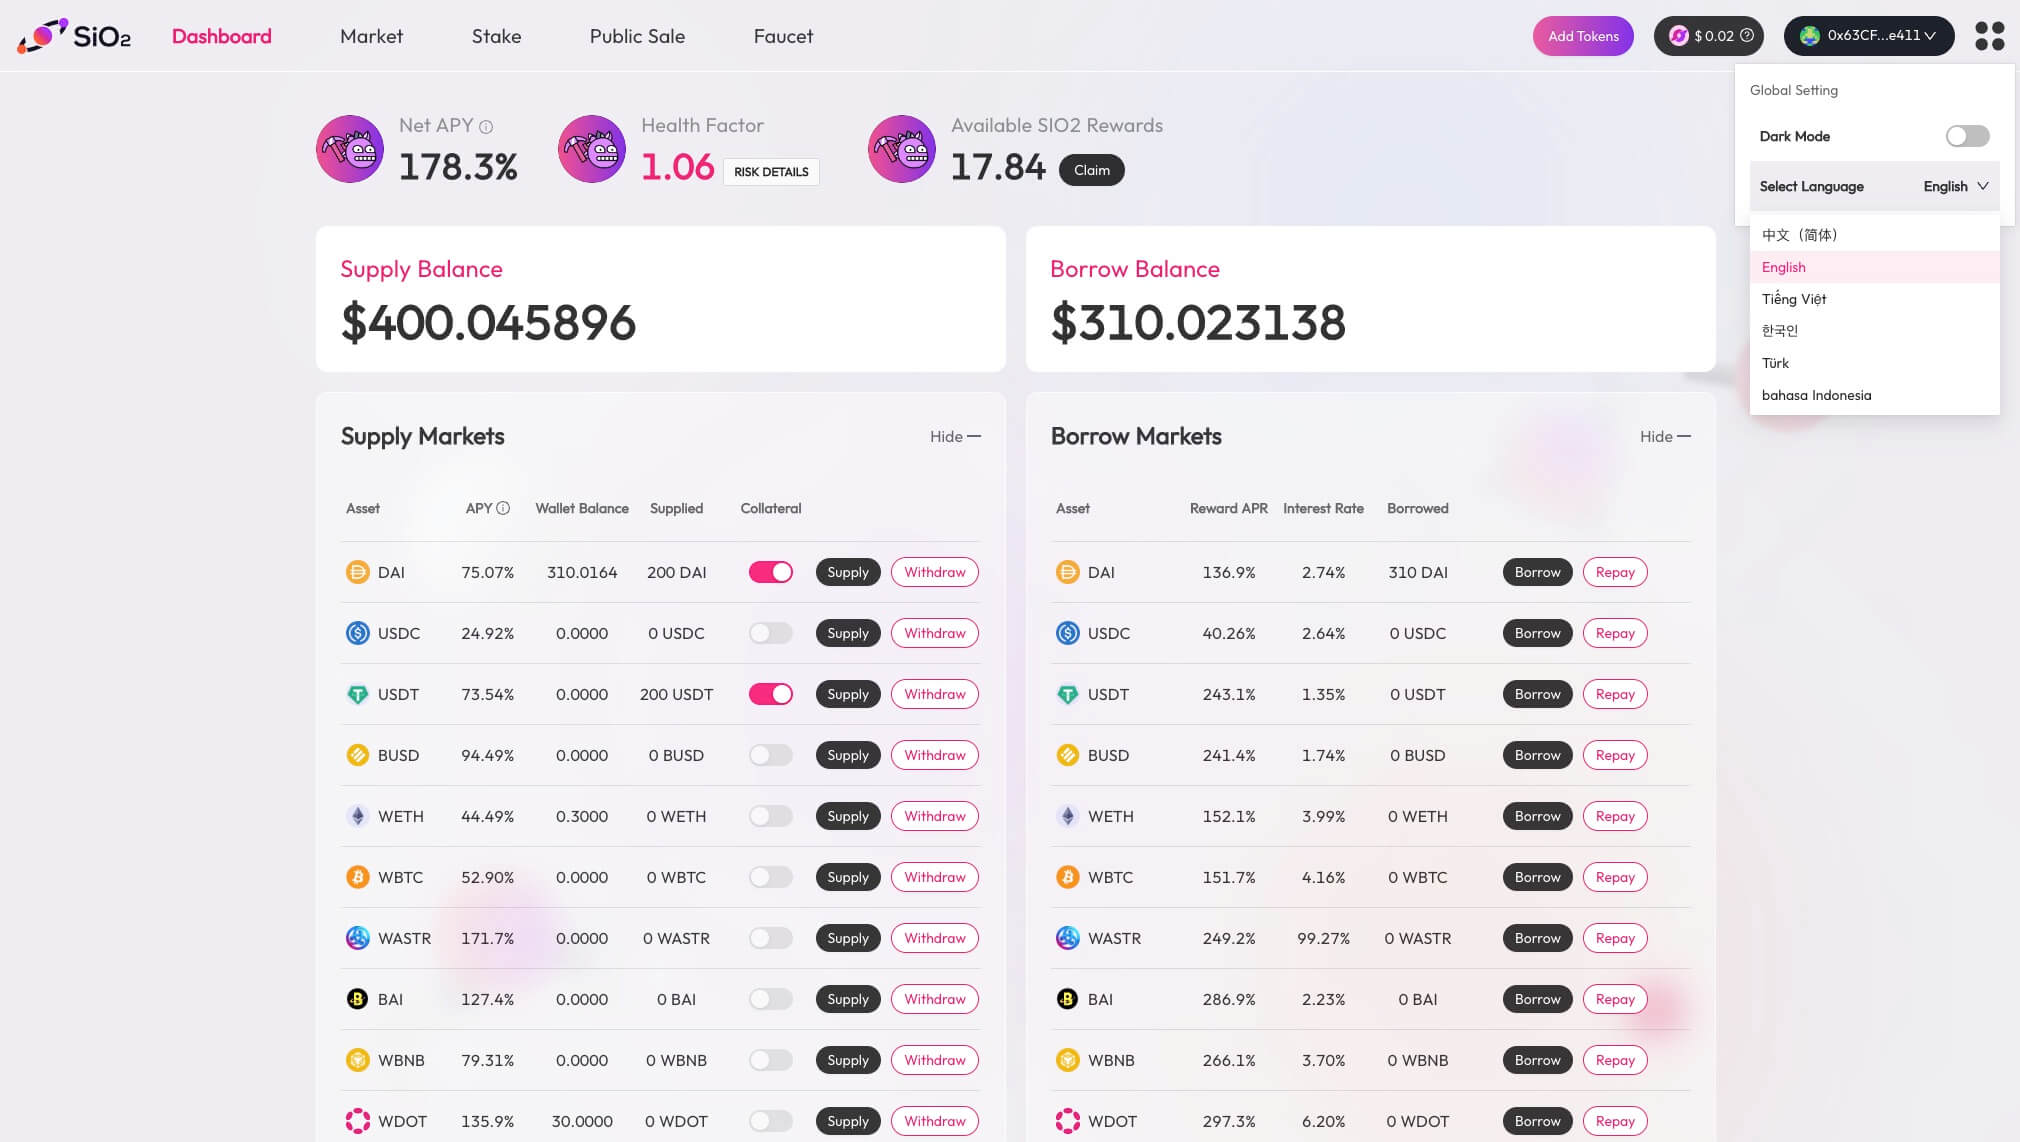 SiO2 Dashboard Market Stake Public Sale Faucet Add Tokens $ 0.02 0x63CF...e411
Global Setting
Dark Mode
Select Language English
中文（简体）
English
Tiếng Việt
한국인
Türk
bahasa Indonesia
Net APY
178.3%
Health Factor
1.06 RISK DETAILS
Available SIO2 Rewards
17.84 Claim
Supply Balance
$400.045896
Borrow Balance
$310.023138
Supply Markets Hide
Asset APY Wallet Balance Supplied Collateral
DAI 75.07% 310.0164 200 DAI Supply Withdraw
USDC 24.92% 0.0000 0 USDC Supply Withdraw
USDT 73.54% 0.0000 200 USDT Supply Withdraw
BUSD 94.49% 0.0000 0 BUSD Supply Withdraw
WETH 44.49% 0.3000 0 WETH Supply Withdraw
WBTC 52.90% 0.0000 0 WBTC Supply Withdraw
WASTR 171.7% 0.0000 0 WASTR Supply Withdraw
BAI 127.4% 0.0000 0 BAI Supply Withdraw
WBNB 79.31% 0.0000 0 WBNB Supply Withdraw
WDOT 135.9% 30.0000 0 WDOT Supply Withdraw
Borrow Markets Hide
Asset Reward APR Interest Rate Borrowed
DAI 136.9% 2.74% 310 DAI Borrow Repay
USDC 40.26% 2.64% 0 USDC Borrow Repay
USDT 243.1% 1.35% 0 USDT Borrow Repay
BUSD 241.4% 1.74% 0 BUSD Borrow Repay
WETH 152.1% 3.99% 0 WETH Borrow Repay
WBTC 151.7% 4.16% 0 WBTC Borrow Repay
WASTR 249.2% 99.27% 0 WASTR Borrow Repay
BAI 286.9% 2.23% 0 BAI Borrow Repay
WBNB 266.1% 3.70% 0 WBNB Borrow Repay
WDOT 297.3% 6.20% 0 WDOT Borrow Repay